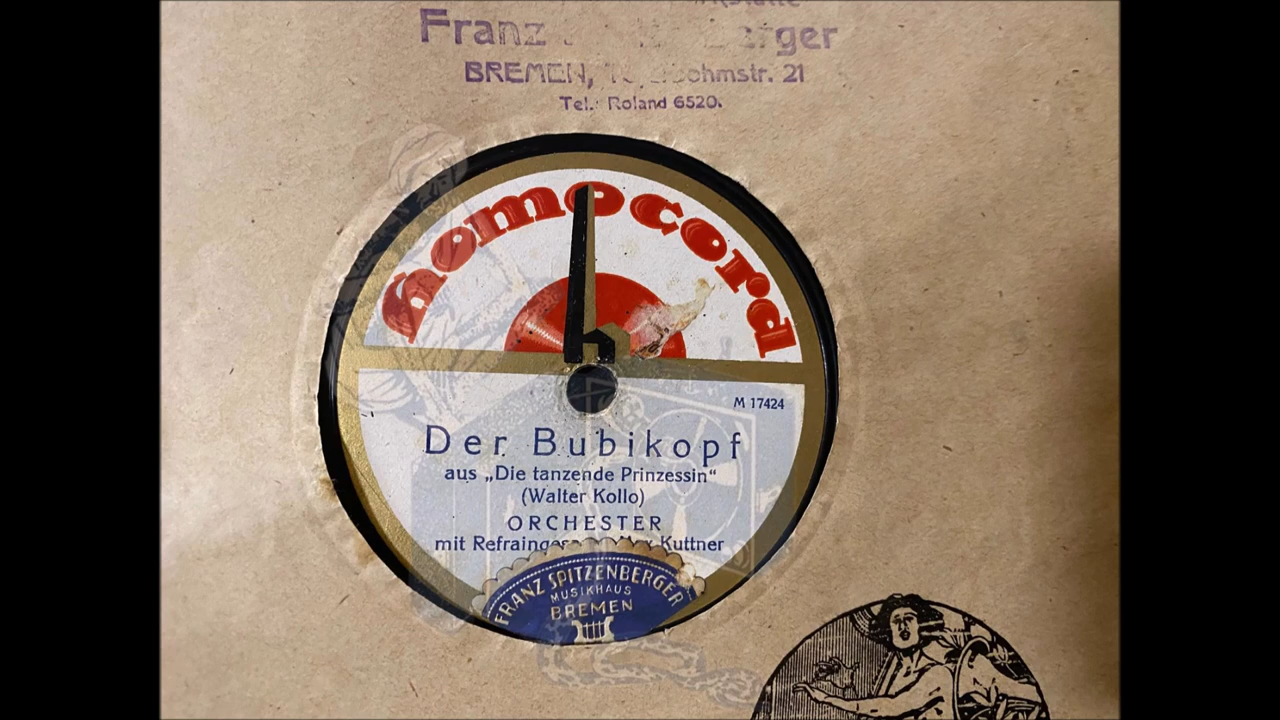 Franz
BREMEN,
Tel.: Roland 6520.
homocord
M 17424
Der Bubikopf
aus „Die tanzende Prinzessin“
(Walter Kollo)
ORCHESTER
mit Kuttner
FRANZ SPITZENBERGER
MUSIKHAUS
BREMEN